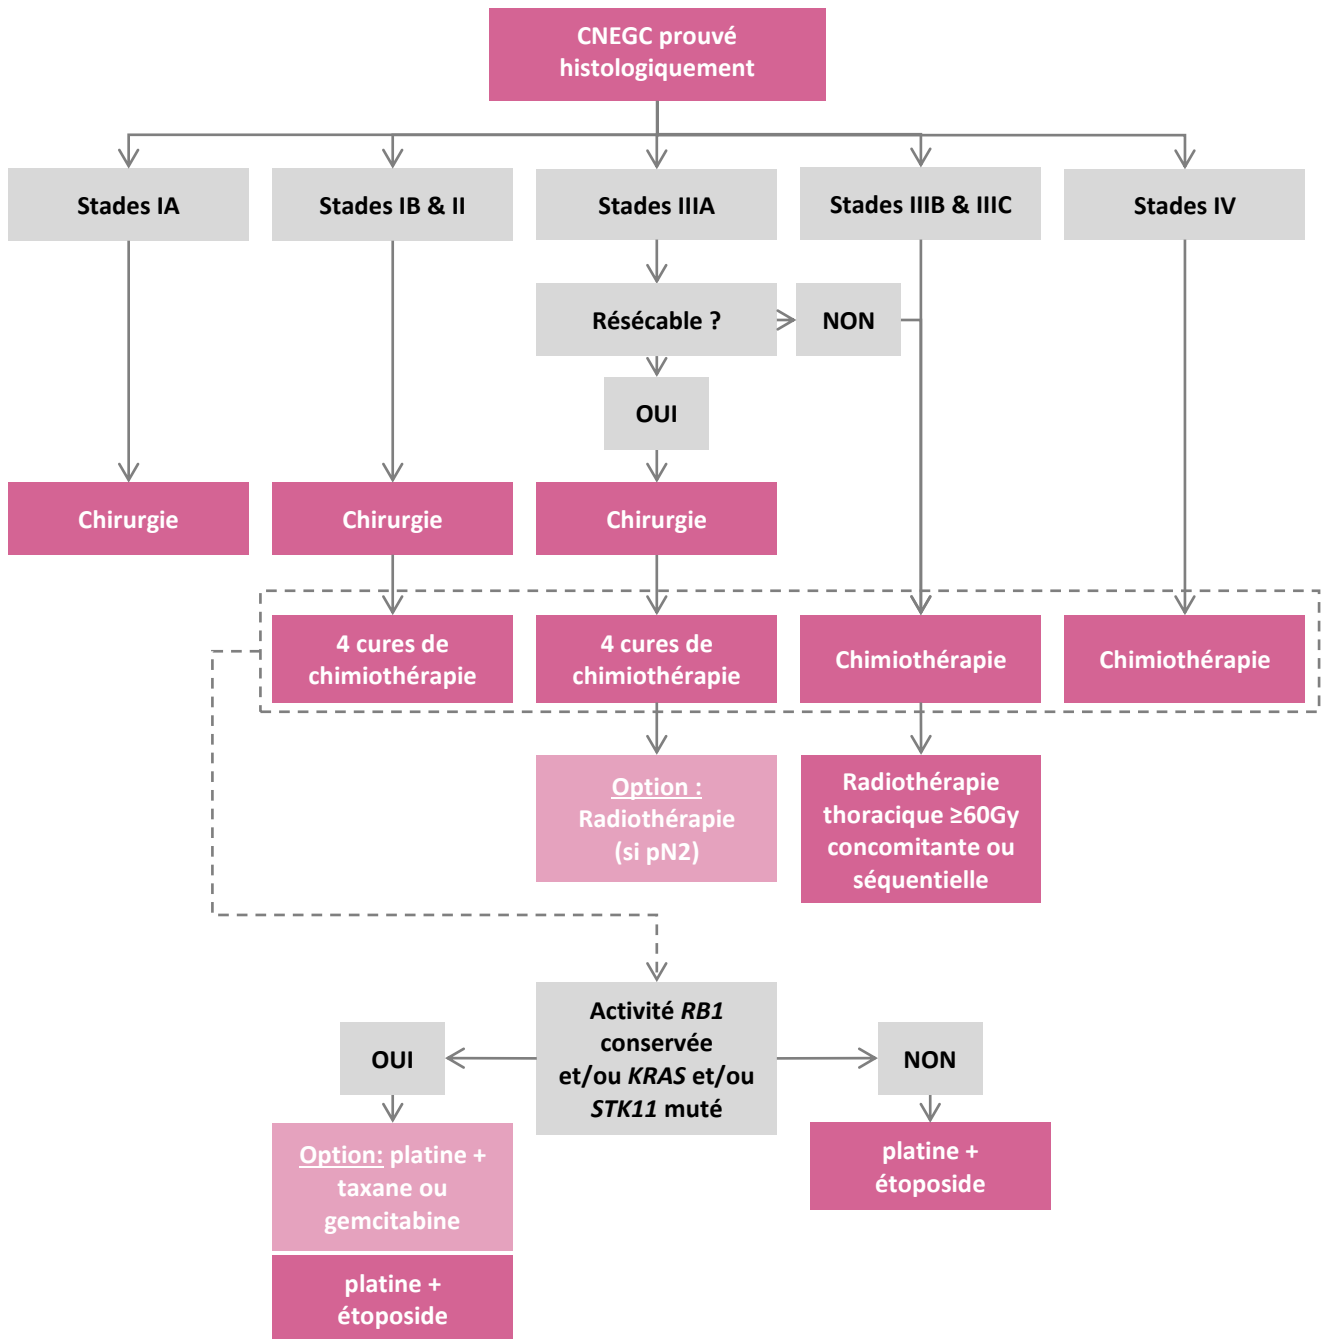 CNEGC prouvé
histologiquement
Stades IA
Stades IB & II
Stades IIIA
Stades IIIB & IIIC
Stades IV
Résécable ?
NON
OUI
Chirurgie
Chirurgie
Chirurgie
4 cures de
chimiothérapie
4 cures de
chimiothérapie
Chimiothérapie
Chimiothérapie
Option :
Radiothérapie
(si pN2)
Radiothérapie
thoracique ≥60Gy
concomitante ou
séquentielle
Activité RB1
conservée
et/ou KRAS et/ou
STK11 muté
OUI
NON
Option: platine +
taxane ou
gemcitabine
platine +
étoposide
platine +
étoposide